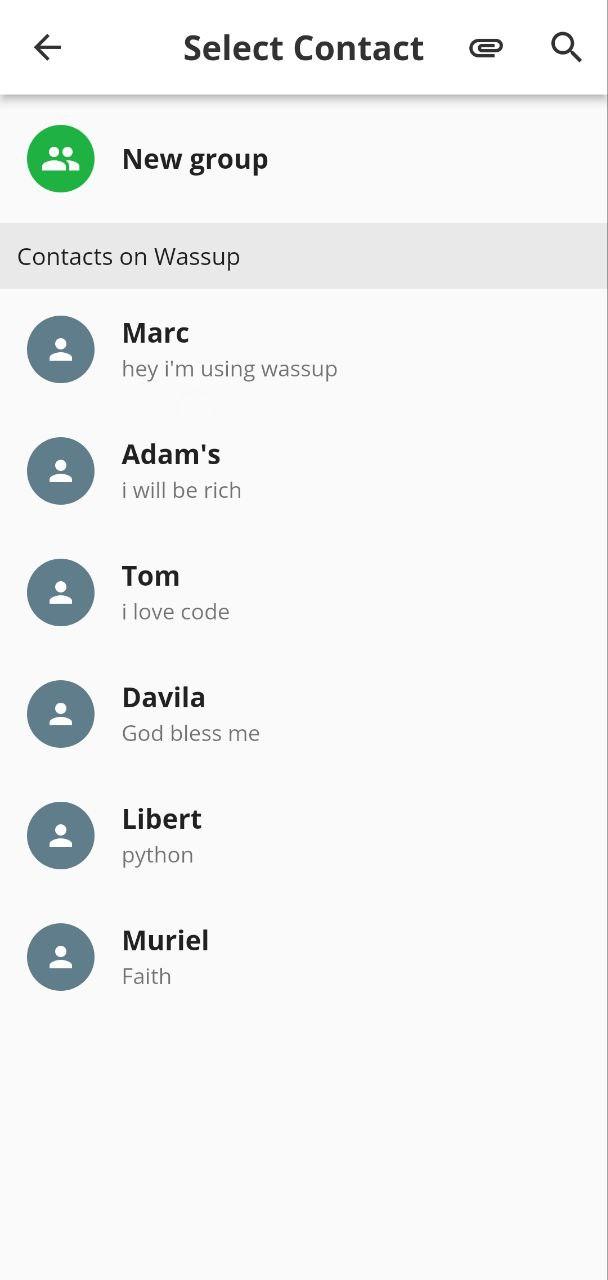 Select Contact
New group
Contacts on Wassup
Marc
hey i'm using wassup
Adam's
i will be rich
Tom
i love code
Davila
God bless me
Libert
python
Muriel
Faith